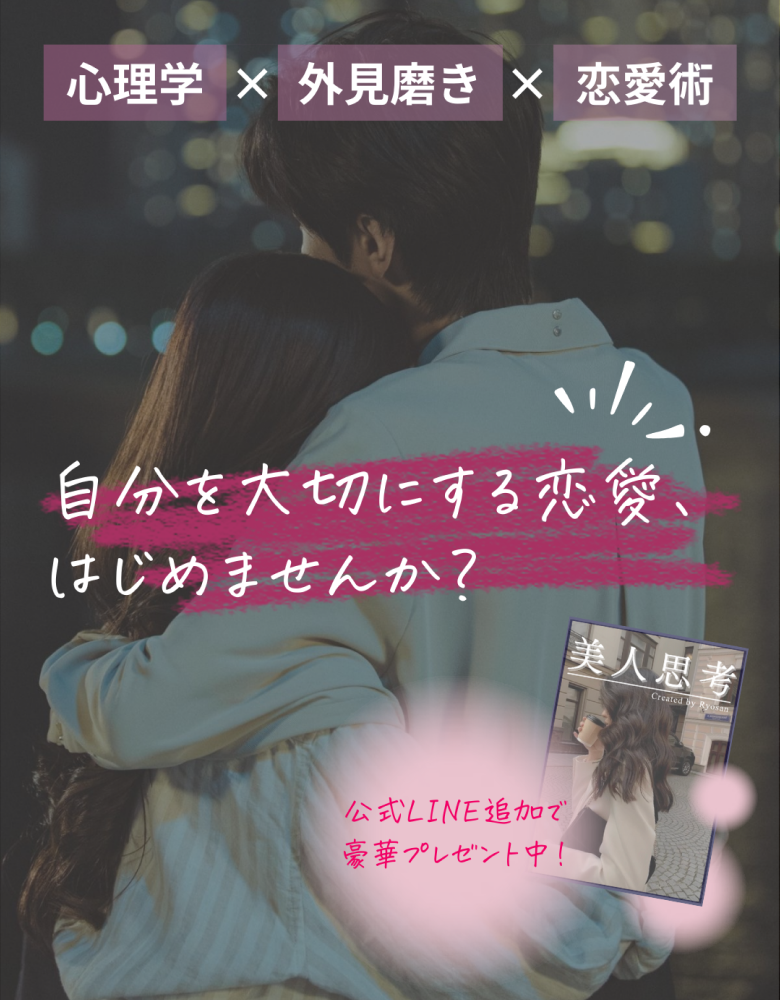 心理学 × 外見磨き × 恋愛術
自分を大切にする恋愛、
はじめませんか?
美人思考
Created by Ryosan
公式LINE追加で
豪華プレゼント中!